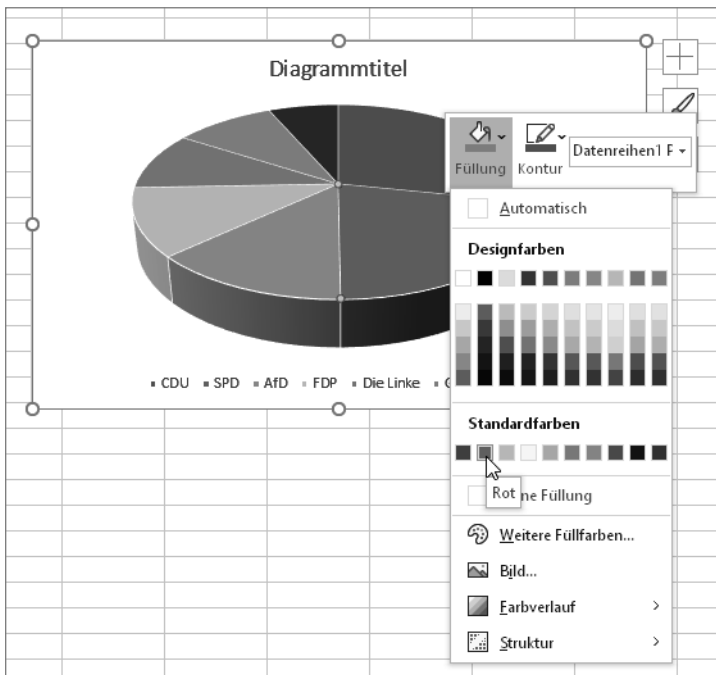 Diagrammtitel
Füllung
Kontur
Datenreihen1 P
Automatisch
Designfarben
CDU SPD AfD FDP Die Linke
Standardfarben
Rot
ne Füllung
Weitere Füllfarben...
Bild...
Farbverlauf
Struktur